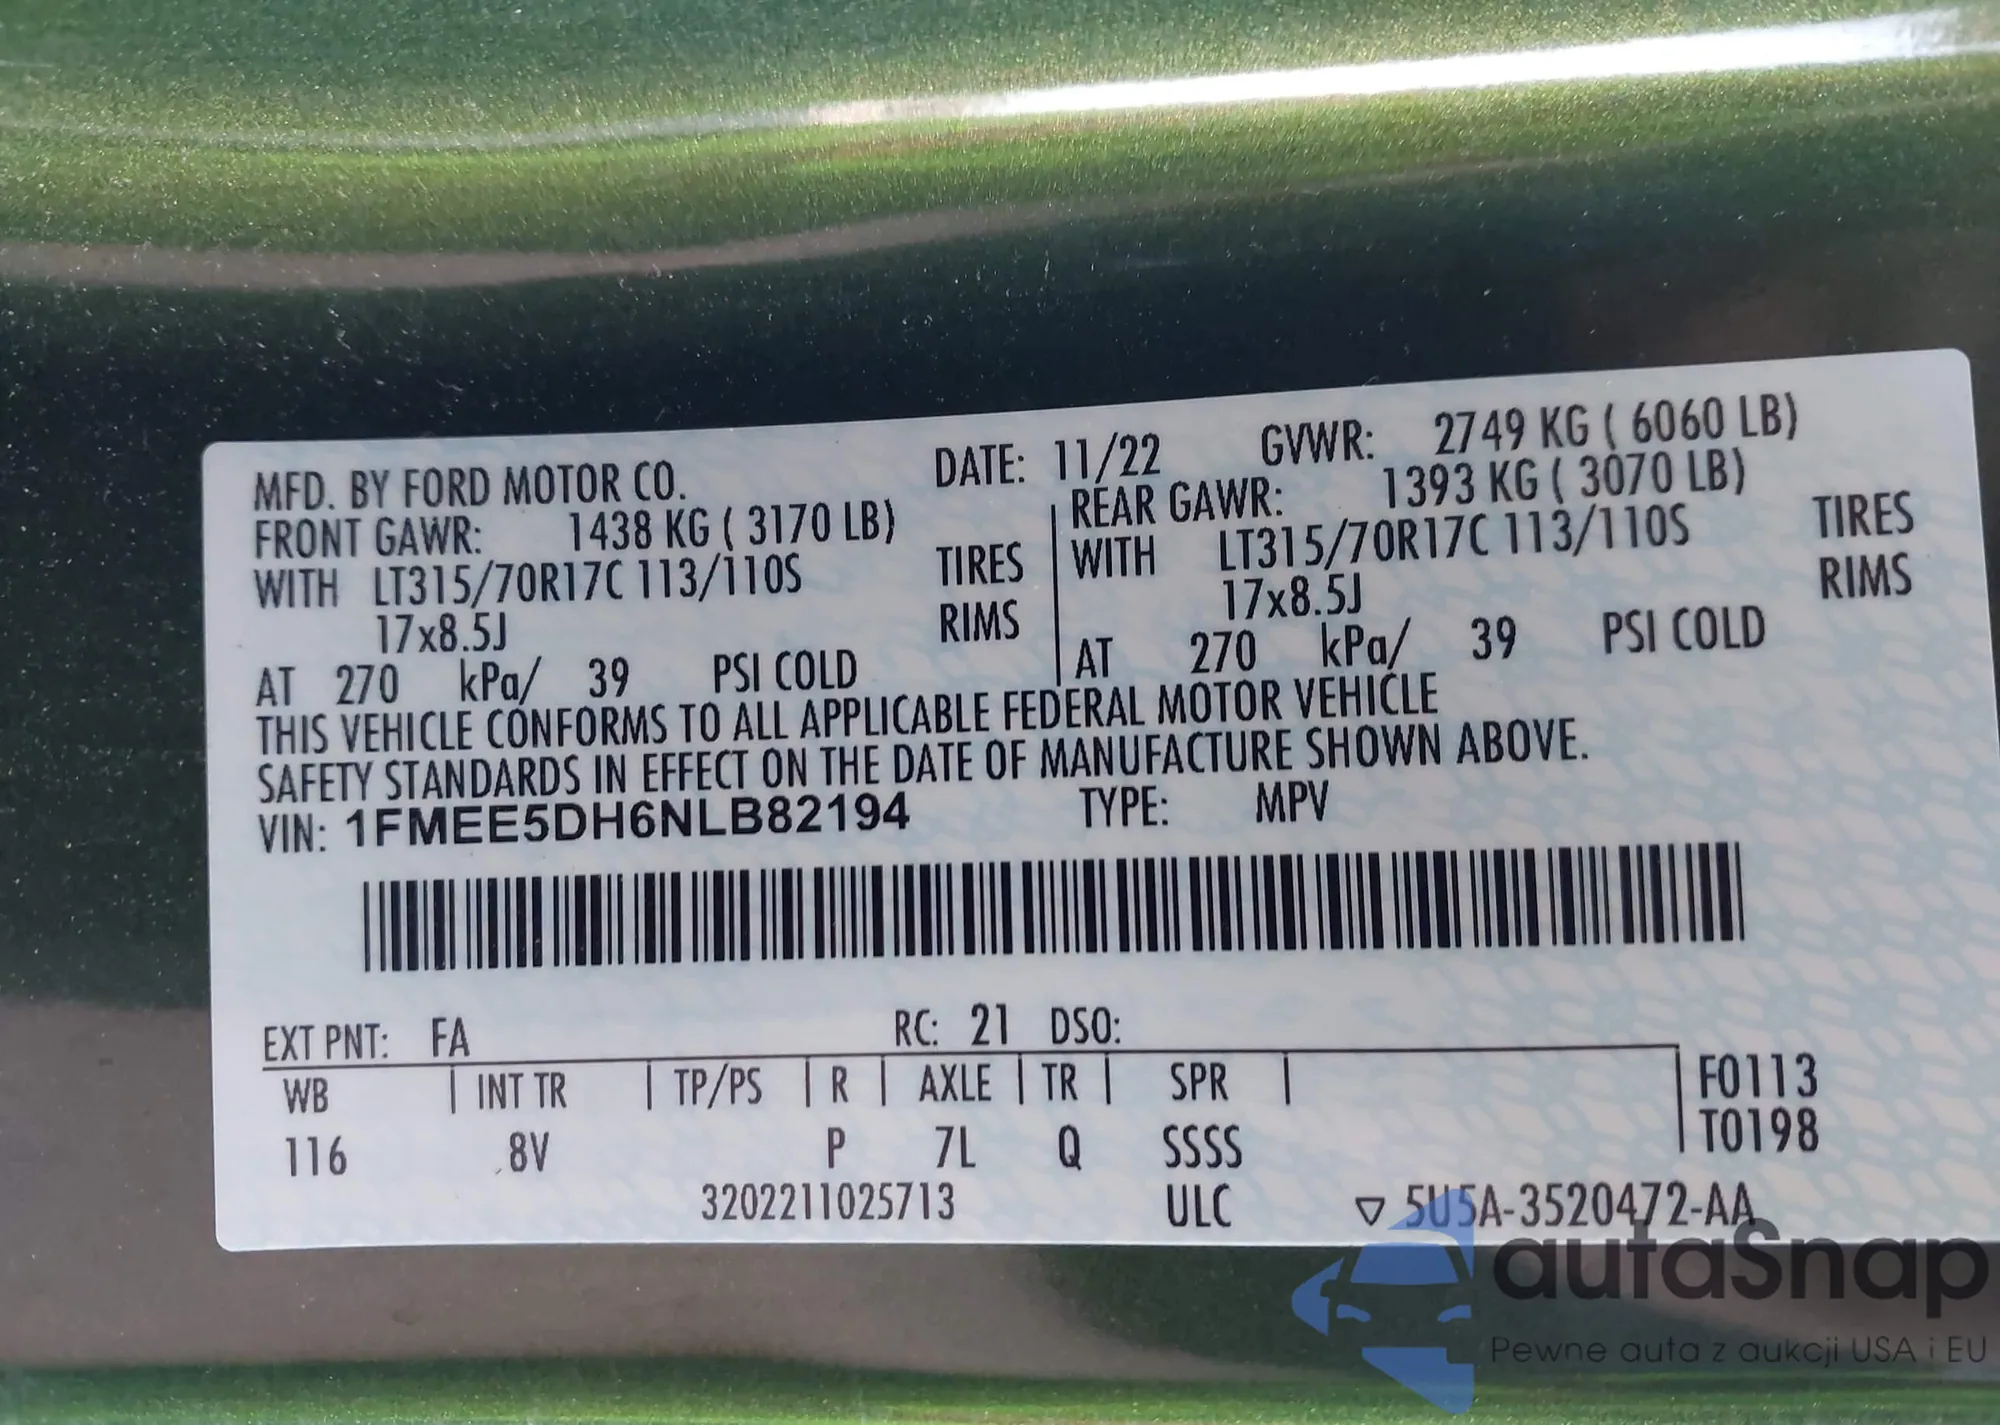 MFD. BY FORD MOTOR CO. DATE: 11/22 GVWR: 2749 KG ( 6060 LB)
FRONT GAWR: 1438 KG ( 3170 LB) REAR GAWR: 1393 KG ( 3070 LB)
WITH LT315/70R17C 113/110S TIRES WITH LT315/70R17C 113/110S TIRES
17x8.5J RIMS 17x8.5J RIMS
AT 270 kPa/ 39 PSI COLD AT 270 kPa/ 39 PSI COLD
THIS VEHICLE CONFORMS TO ALL APPLICABLE FEDERAL MOTOR VEHICLE
SAFETY STANDARDS IN EFFECT ON THE DATE OF MANUFACTURE SHOWN ABOVE.
VIN: 1FMEE5DH6NLB82194 TYPE: MPV
EXT PNT: FA RC: 21 DSO:
WB INT TR TP/PS R AXLE TR SPR F0113
T0198
116 8V P 7L Q SSSS
3202211025713 ULC ▽ 5U5A-3520472-AA
autaSnap
Pewne auta z aukcji USA i EU